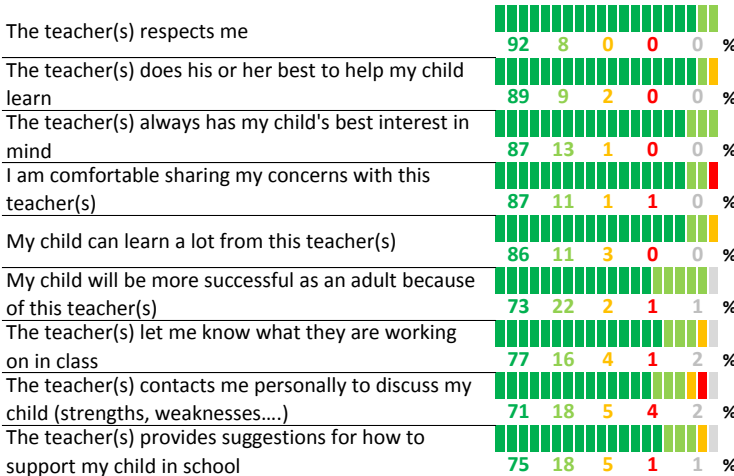 The teacher(s) respects me
92 8 0 0 0 %
The teacher(s) does his or her best to help my child
learn
89 9 2 0 0 %
The teacher(s) always has my child's best interest in
mind
87 13 1 0 0 %
I am comfortable sharing my concerns with this
teacher(s)
87 11 1 1 0 %
My child can learn a lot from this teacher(s)
86 11 3 0 0 %
My child will be more successful as an adult because
of this teacher(s)
73 22 2 1 1 %
The teacher(s) let me know what they are working
on in class
77 16 4 1 2 %
The teacher(s) contacts me personally to discuss my
child (strengths, weaknesses....)
71 18 5 4 2 %
The teacher(s) provides suggestions for how to
support my child in school
75 18 5 1 1 %